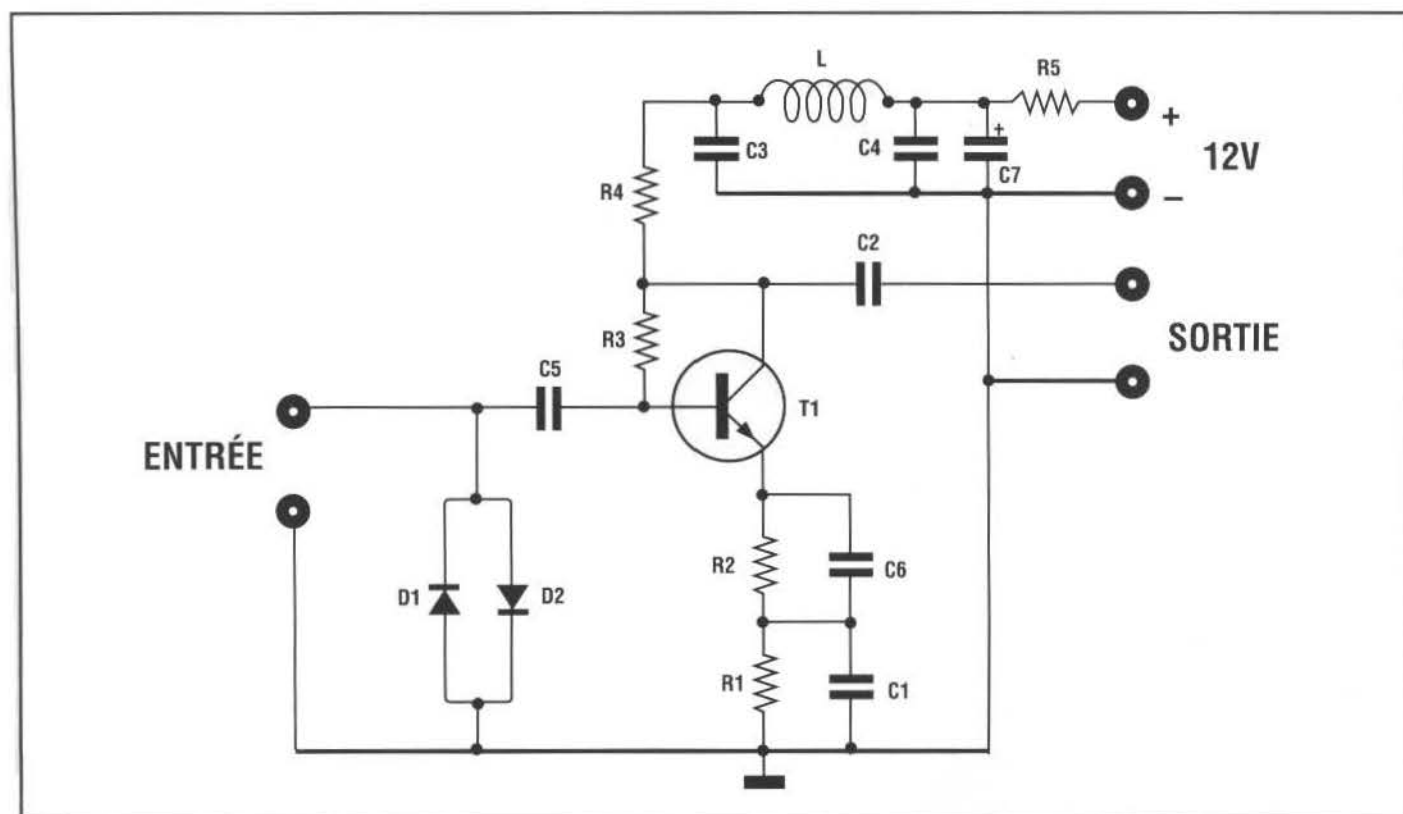 L
R5
+
C3
C4
+
C7
12V
R4
–
C2
R3
SORTIE
C5
T1
ENTRÉE
R2
C6
D1
D2
R1
C1